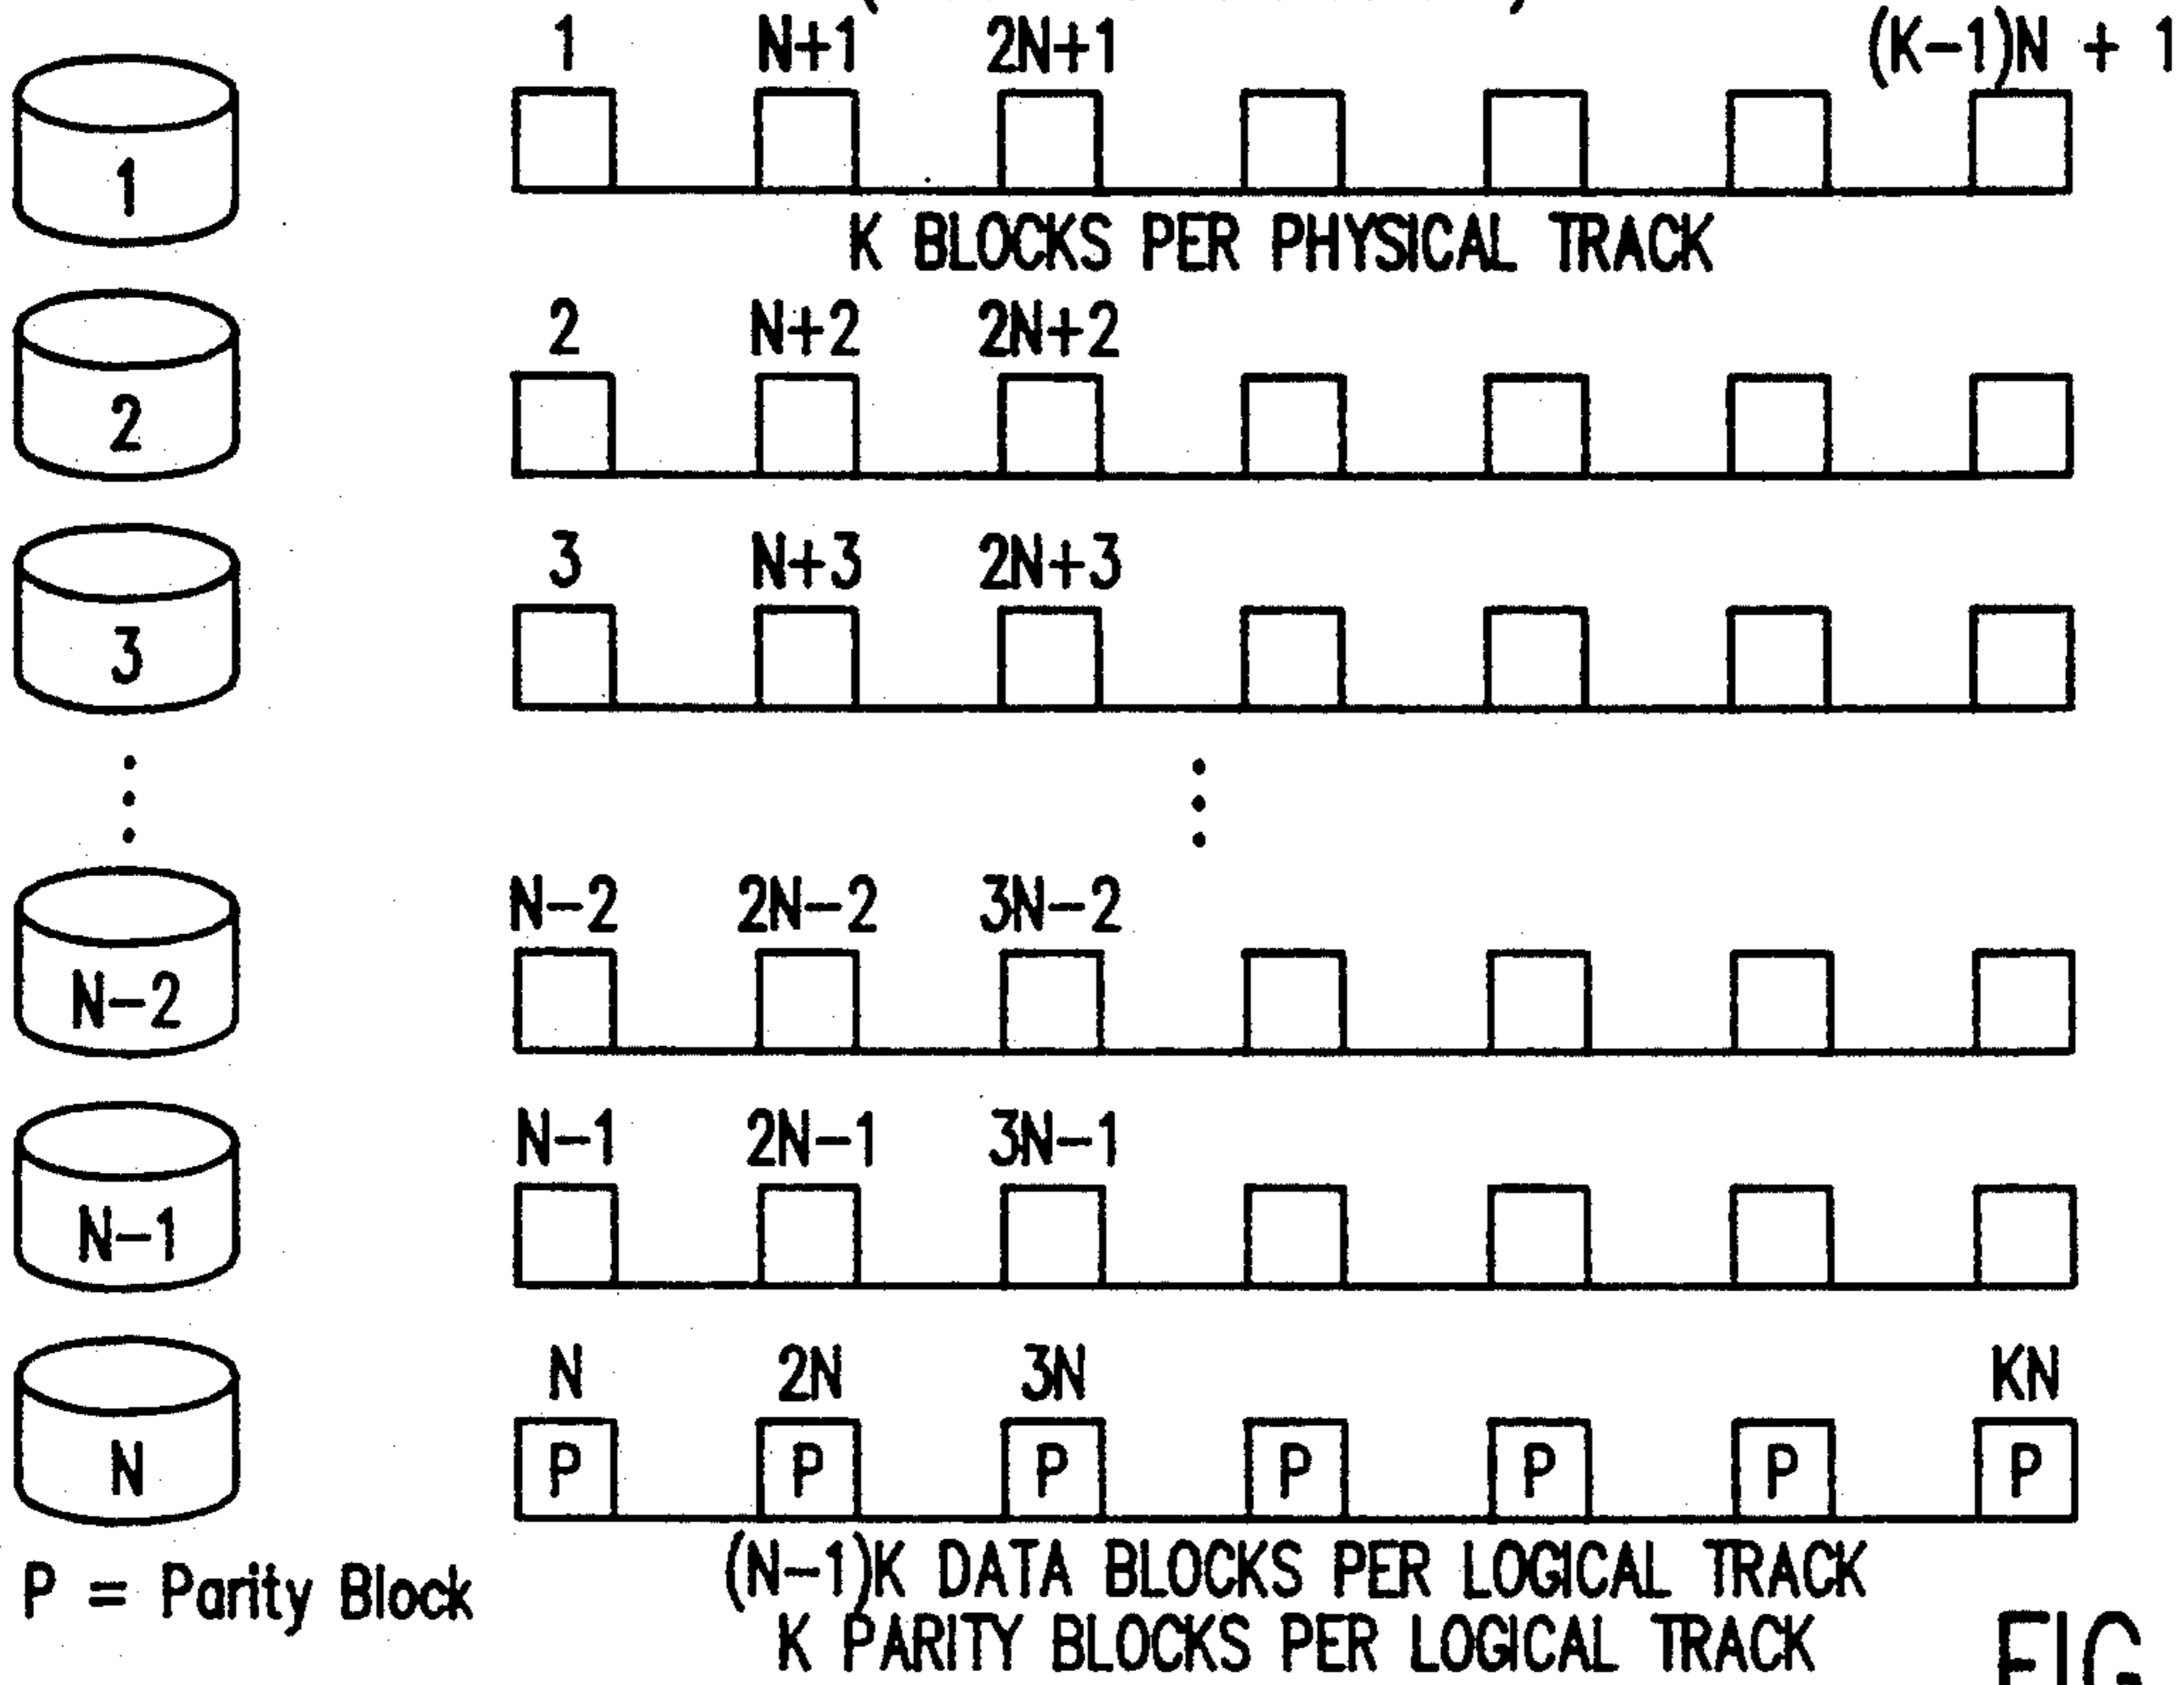 1 N+1 2N+1 (K-1)N + 1
1
K BLOCKS PER PHYSICAL TRACK
2 N+2 2N+2
2
3 N+3 2N+3
3
N-2 2N-2 3N-2
N-2
N-1 2N-1 3N-1
N-1
N 2N 3N KN
N P P P P P P P
(N-1)K DATA BLOCKS PER LOGICAL TRACK
P = Parity Block
K PARITY BLOCKS PER LOGICAL TRACK
FIG